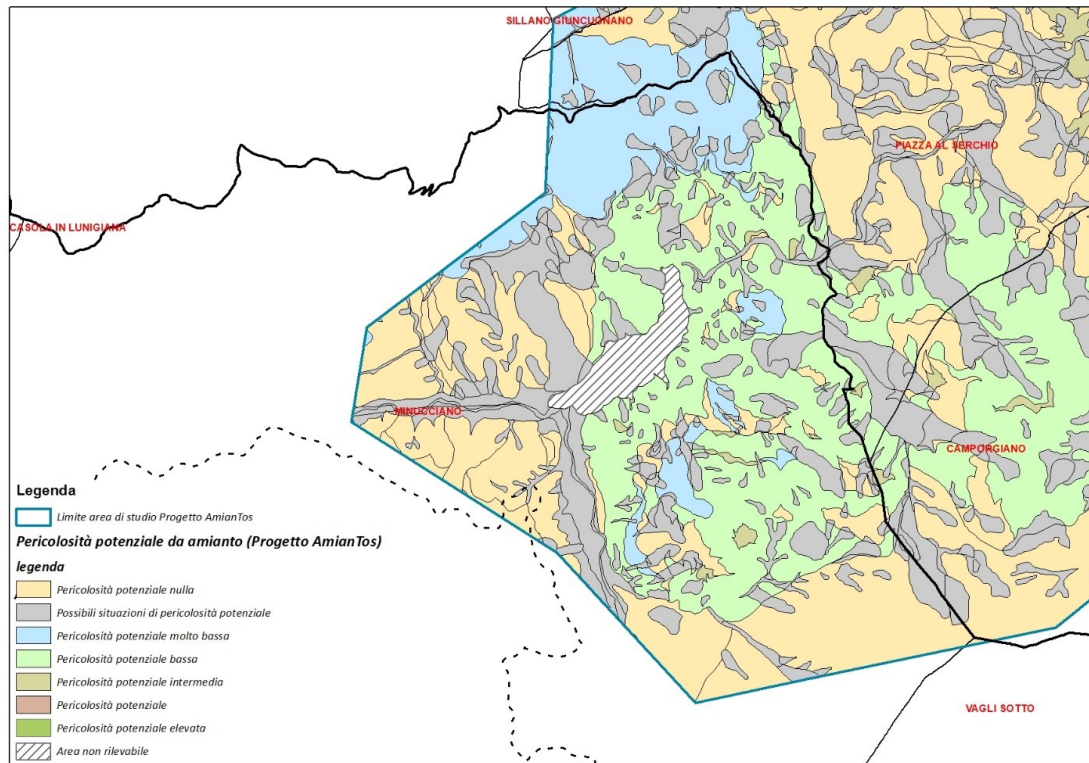 SILLANO GIUNCUGNANO
PIAZZA AL SERCHIO
CASOLA IN LUNIGIANA
MINUCCIANO
CAMPORGIANO
VAGLI SOTTO
Legenda
Limite area di studio Progetto AmianTos
Pericolosità potenziale da amianto (Progetto AmianTos)
legenda
Pericolosità potenziale nulla
Possibili situazioni di pericolosità potenziale
Pericolosità potenziale molto bassa
Pericolosità potenziale bassa
Pericolosità potenziale intermedia
Pericolosità potenziale
Pericolosità potenziale elevata
Area non rilevabile